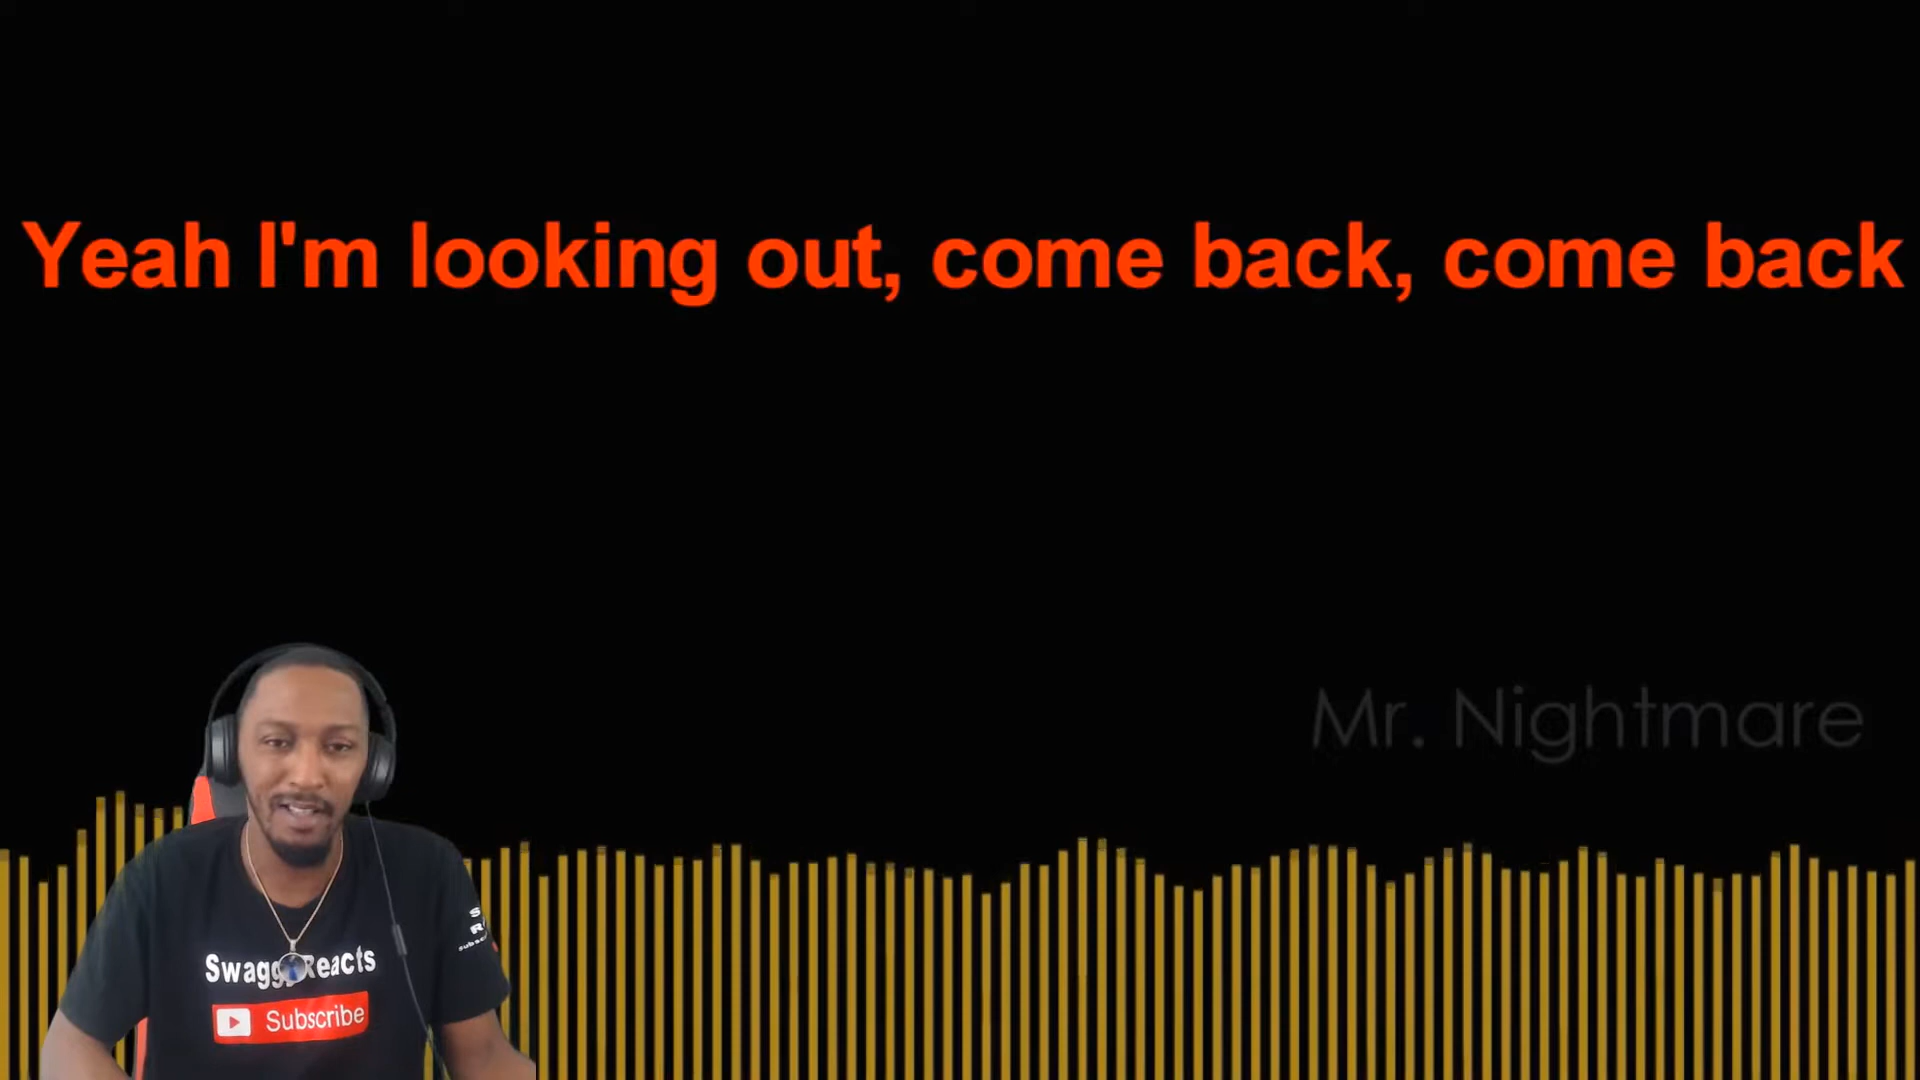 Yeah I'm looking out, come back, come back
Mr. Nightmare
S
R
Reacts
Subscribe